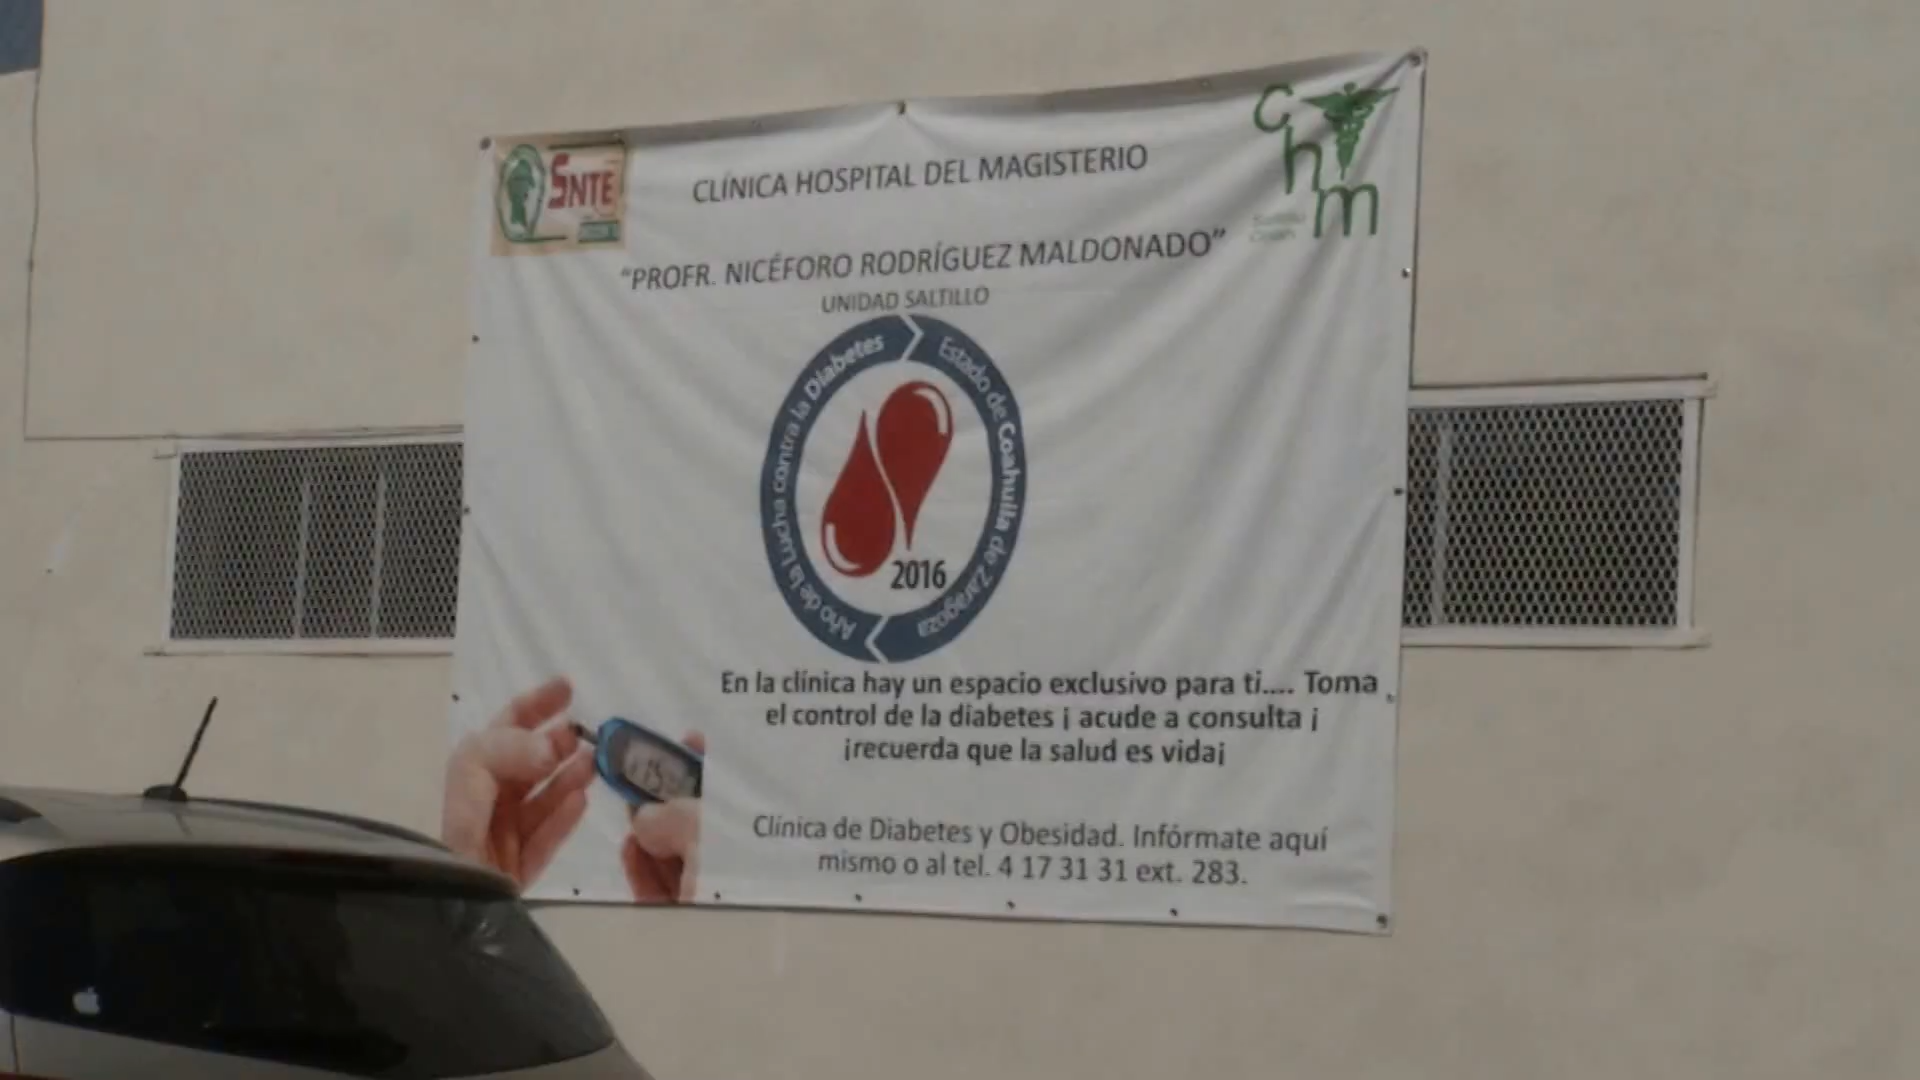 SNTE
chm
CLÍNICA HOSPITAL DEL MAGISTERIO
"PROFR. NICÉFORO RODRÍGUEZ MALDONADO"
UNIDAD SALTILLO
Año de la Lucha contra la Diabetes
Estado de Coahuila de Zaragoza
2016
En la clínica hay un espacio exclusivo para ti.... Toma
el control de la diabetes ¡ acude a consulta ¡
¡recuerda que la salud es vida¡
Clínica de Diabetes y Obesidad. Infórmate aquí
mismo o al tel. 4 17 31 31 ext. 283.